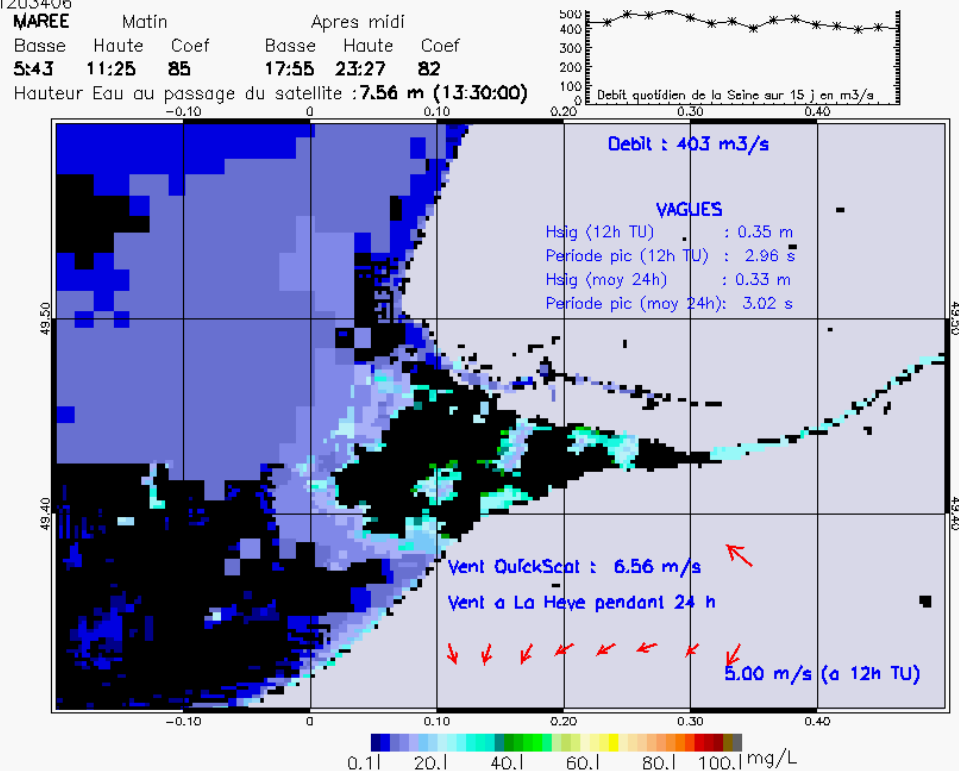 MAREE Matin Apres midi
Basse Haute Coef Basse Haute Coef
5:43 11:25 85 17:55 23:27 82
Hauteur Eau au passage du satellite :7.56 m (13:30:00)
500
400
300
200
100
0
Debit quotidien de la Seine sur 15 j en m3/s
-0.10 0 0.10 0.20 0.30 0.40
Debit : 403 m3/s
VAGUES
Hsig (12h TU) : 0.35 m
Periode pic (12h TU) : 2.96 s
Hsig (moy 24h) : 0.33 m
Periode pic (moy 24h): 3.02 s
49.50 49.50
49.40 49.40
Vent QuickScat : 6.56 m/s
Vent a La Heve pendant 24 h
5.00 m/s (a 12h TU)
-0.10 0 0.10 0.20 0.30 0.40
0.1| 20.| 40.| 60.| 80.| 100.| mg/L